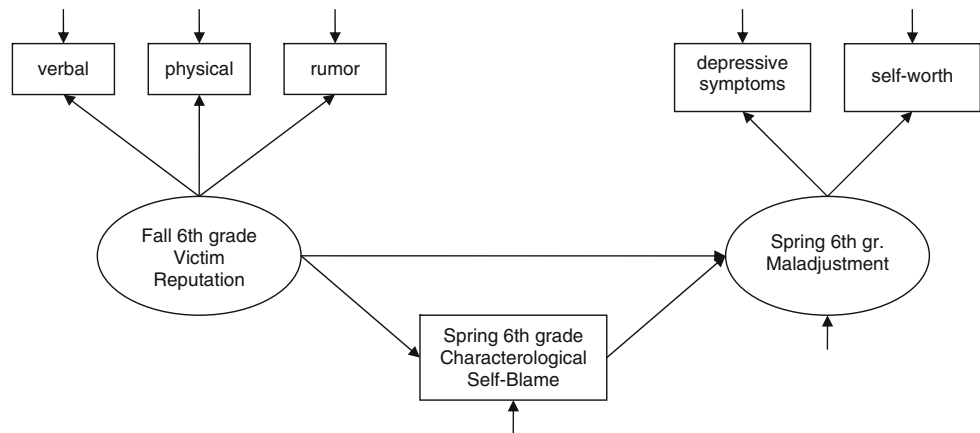 verbal
physical
rumor
depressive
symptoms
self-worth
Fall 6th grade
Victim
Reputation
Spring 6th gr.
Maladjustment
Spring 6th grade
Characterological
Self-Blame